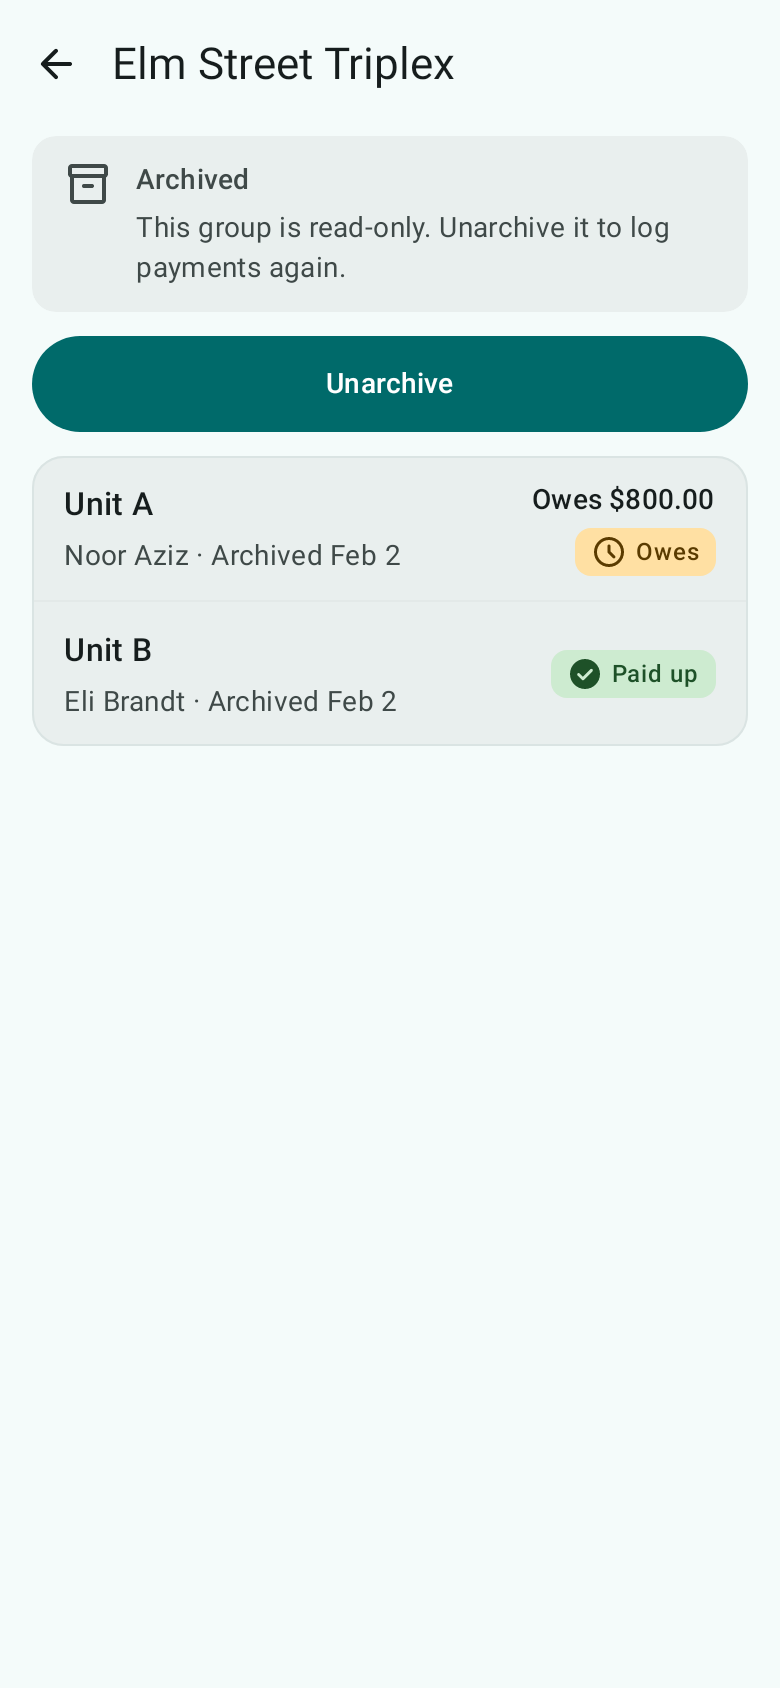 Elm Street Triplex
Archived
This group is read-only. Unarchive it to log
payments again.
Unarchive
Unit A
Owes $800.00
Noor Aziz · Archived Feb 2
Owes
Unit B
Paid up
Eli Brandt · Archived Feb 2